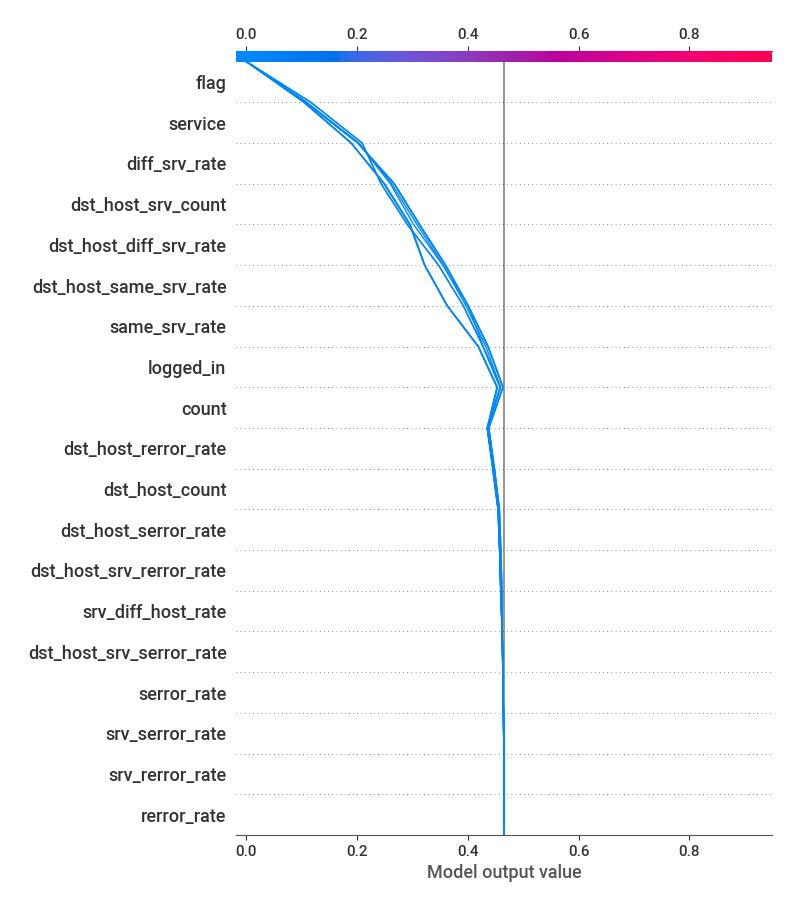 0.0 0.2 0.4 0.6 0.8
flag
service
diff_srv_rate
dst_host_srv_count
dst_host_diff_srv_rate
dst_host_same_srv_rate
same_srv_rate
logged_in
count
dst_host_rerror_rate
dst_host_count
dst_host_serror_rate
dst_host_srv_rerror_rate
srv_diff_host_rate
dst_host_srv_serror_rate
serror_rate
srv_serror_rate
srv_rerror_rate
rerror_rate
0.0 0.2 0.4 0.6 0.8
Model output value